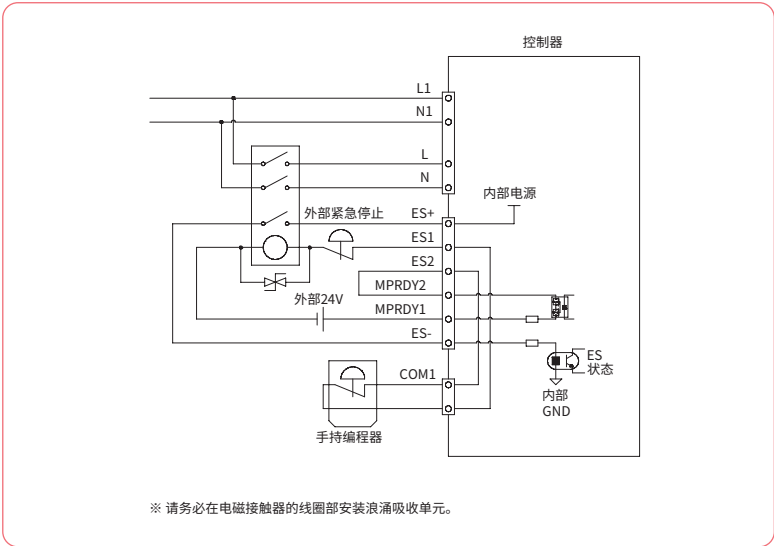 控制器
L1
N1
L
N
内部电源
外部紧急停止
ES+
ES1
ES2
MPRDY2
外部24V
MPRDY1
ES-
ES
状态
COM1
内部
GND
手持编程器
※ 请务必在电磁接触器的线圈部安装浪涌吸收单元。